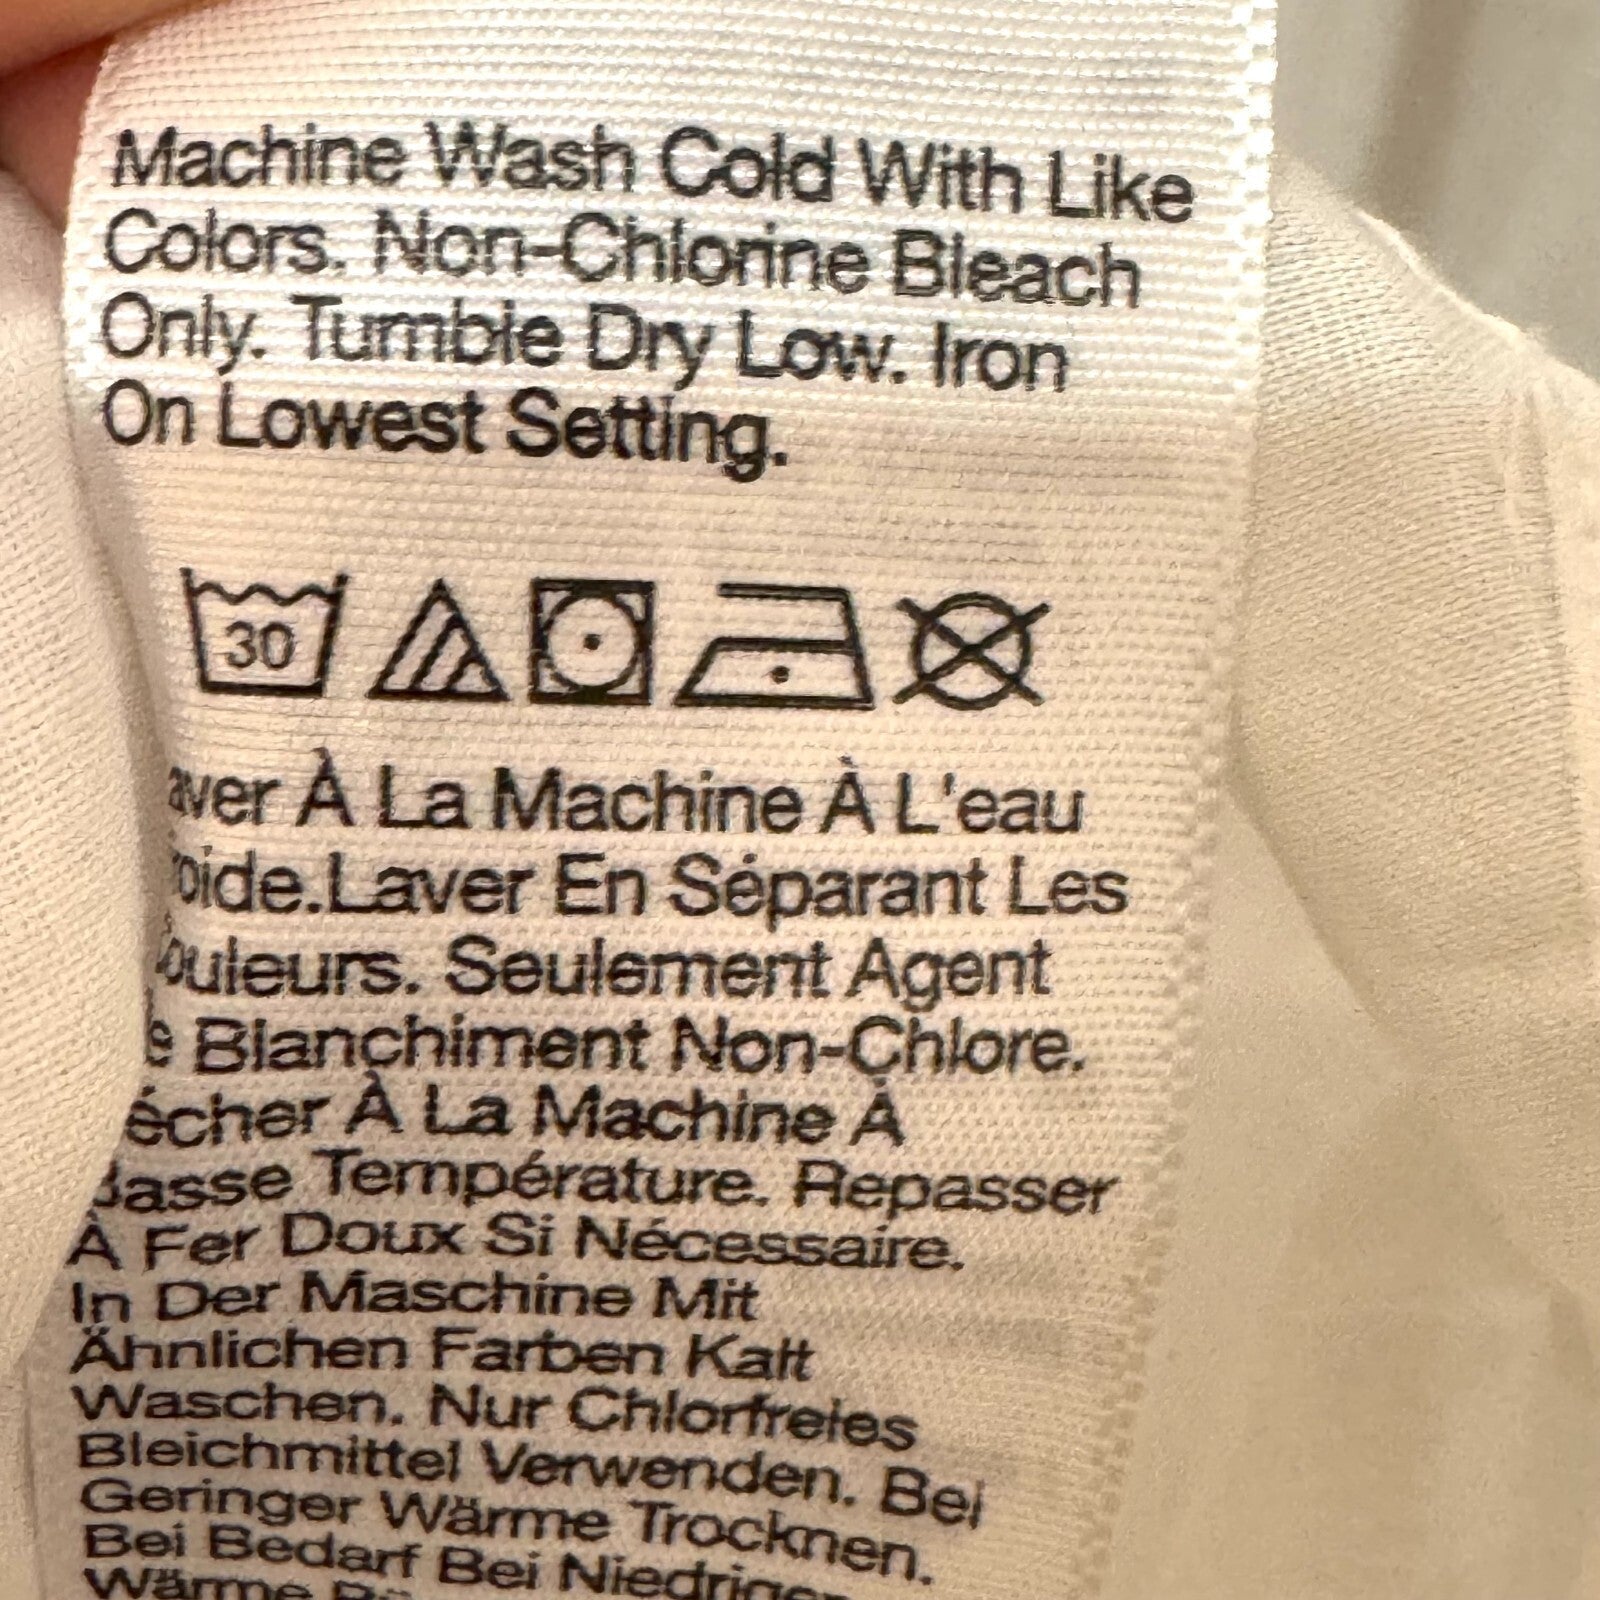 Machine Wash Cold With Like
Colors. Non-Chlorine Bleach
Only. Tumble Dry Low. Iron
On Lowest Setting.
30
À La Machine À L'eau
Laver En Séparant Les
Seulement Agent
Blanchiment Non-Chlore.
À La Machine À
Température. Repasser
À Fer Doux Si Nécessaire.
In Der Maschine Mit
Ähnlichen Farben Kalt
Waschen. Nur Chlorfreies
Bleichmittel Verwenden. Bei
Geringer Wärme Trocknen.
Bei Bedarf Bei
Wärme